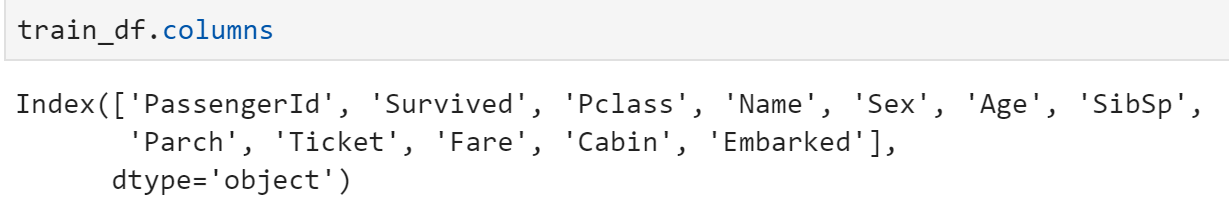 train_df.columns
Index(['PassengerId', 'Survived', 'Pclass', 'Name', 'Sex', 'Age', 'SibSp',
'Parch', 'Ticket', 'Fare', 'Cabin', 'Embarked'],
dtype='object')